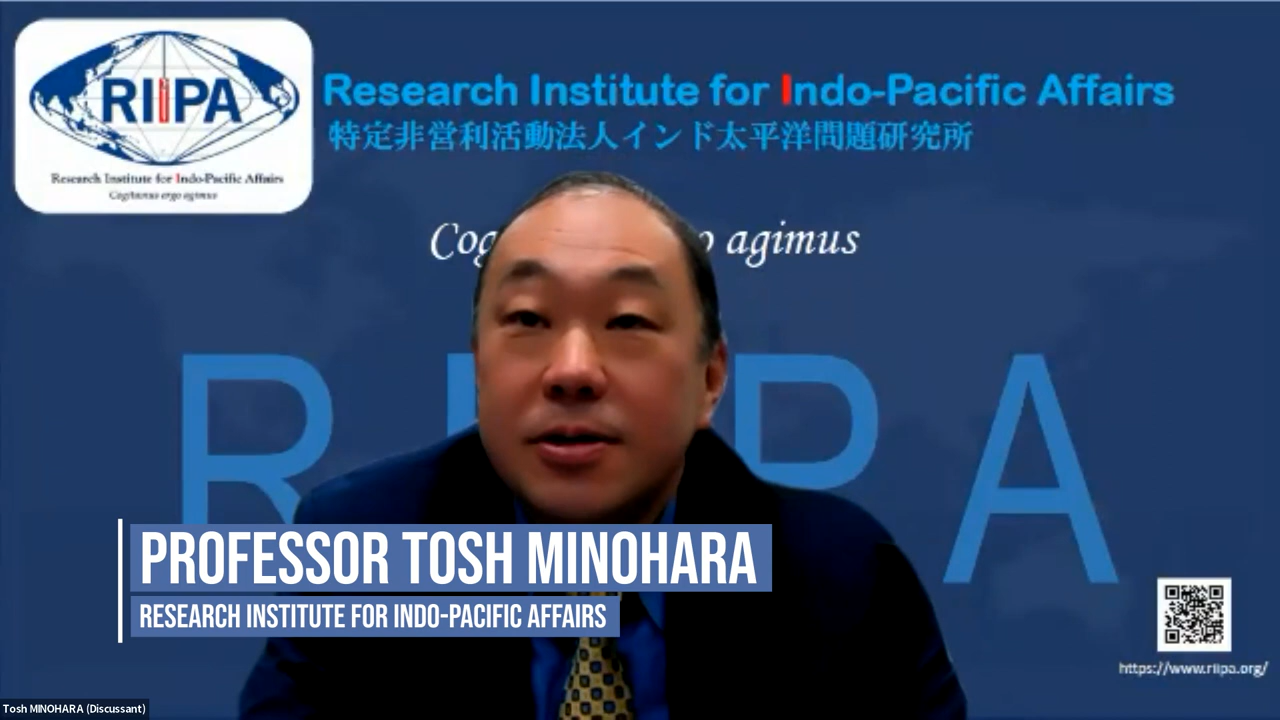 RIIPA
Research Institute for Indo-Pacific Affairs
Cogitamus ergo agimus
Research Institute for Indo-Pacific Affairs
特定非営利活動法人インド太平洋問題研究所
agimus
R
P A
PROFESSOR TOSH MINOHARA
RESEARCH INSTITUTE FOR INDO-PACIFIC AFFAIRS
https://www.riipa.org/
Tosh MINOHARA (Discussant)